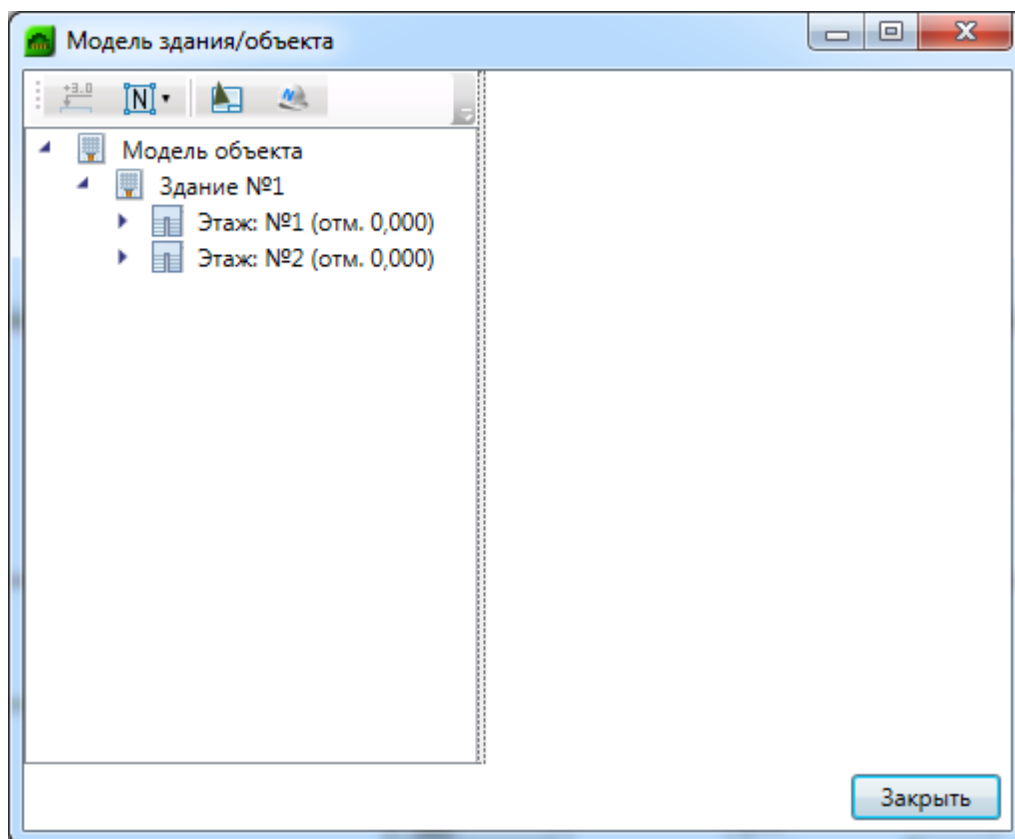 Модель здания/объекта
+3.0 N N
Модель объекта
Здание №1
Этаж: №1 (отм. 0,000)
Этаж: №2 (отм. 0,000)
Закрыть